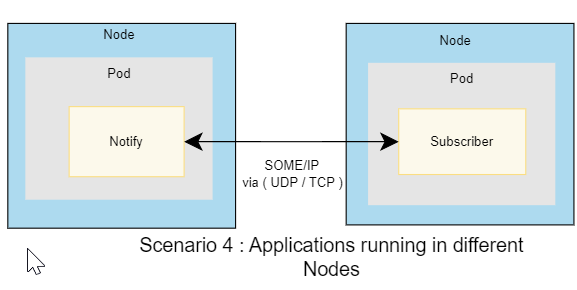 Node
Node
Pod
Pod
Notify
Subscriber
SOME/IP
via ( UDP / TCP )
Scenario 4 : Applications running in different
Nodes